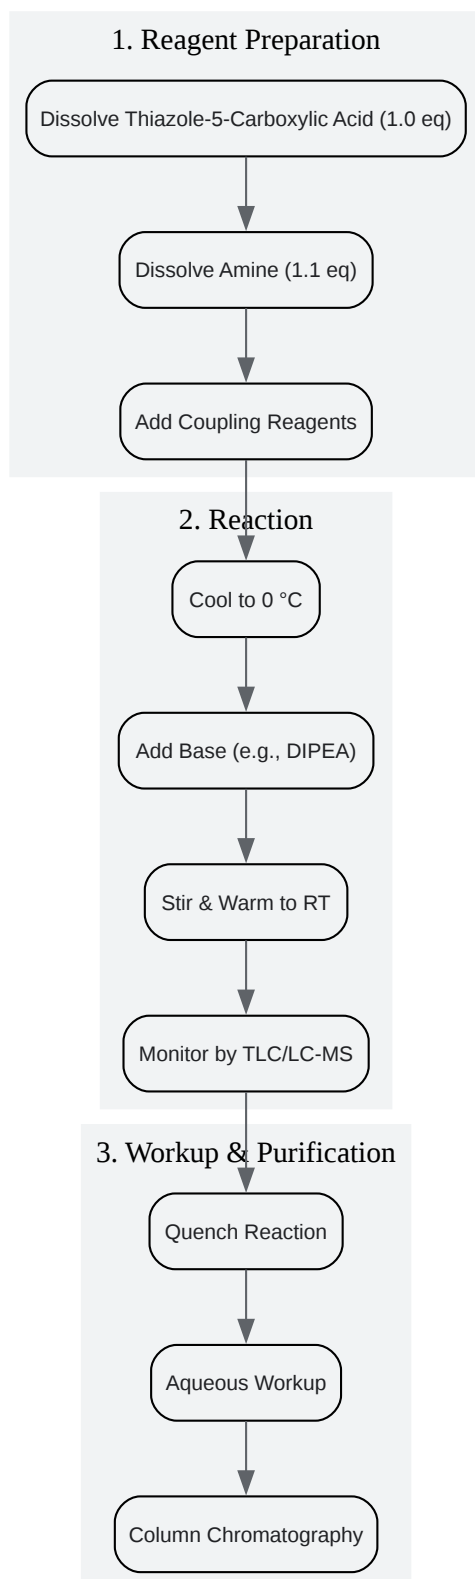 1. Reagent Preparation
Dissolve Thiazole-5-Carboxylic Acid (1.0 eq)
Dissolve Amine (1.1 eq)
Add Coupling Reagents
2. Reaction
Cool to 0 °C
Add Base (e.g., DIPEA)
Stir & Warm to RT
Monitor by TLC/LC-MS
3. Workup & Purification
Quench Reaction
Aqueous Workup
Column Chromatography